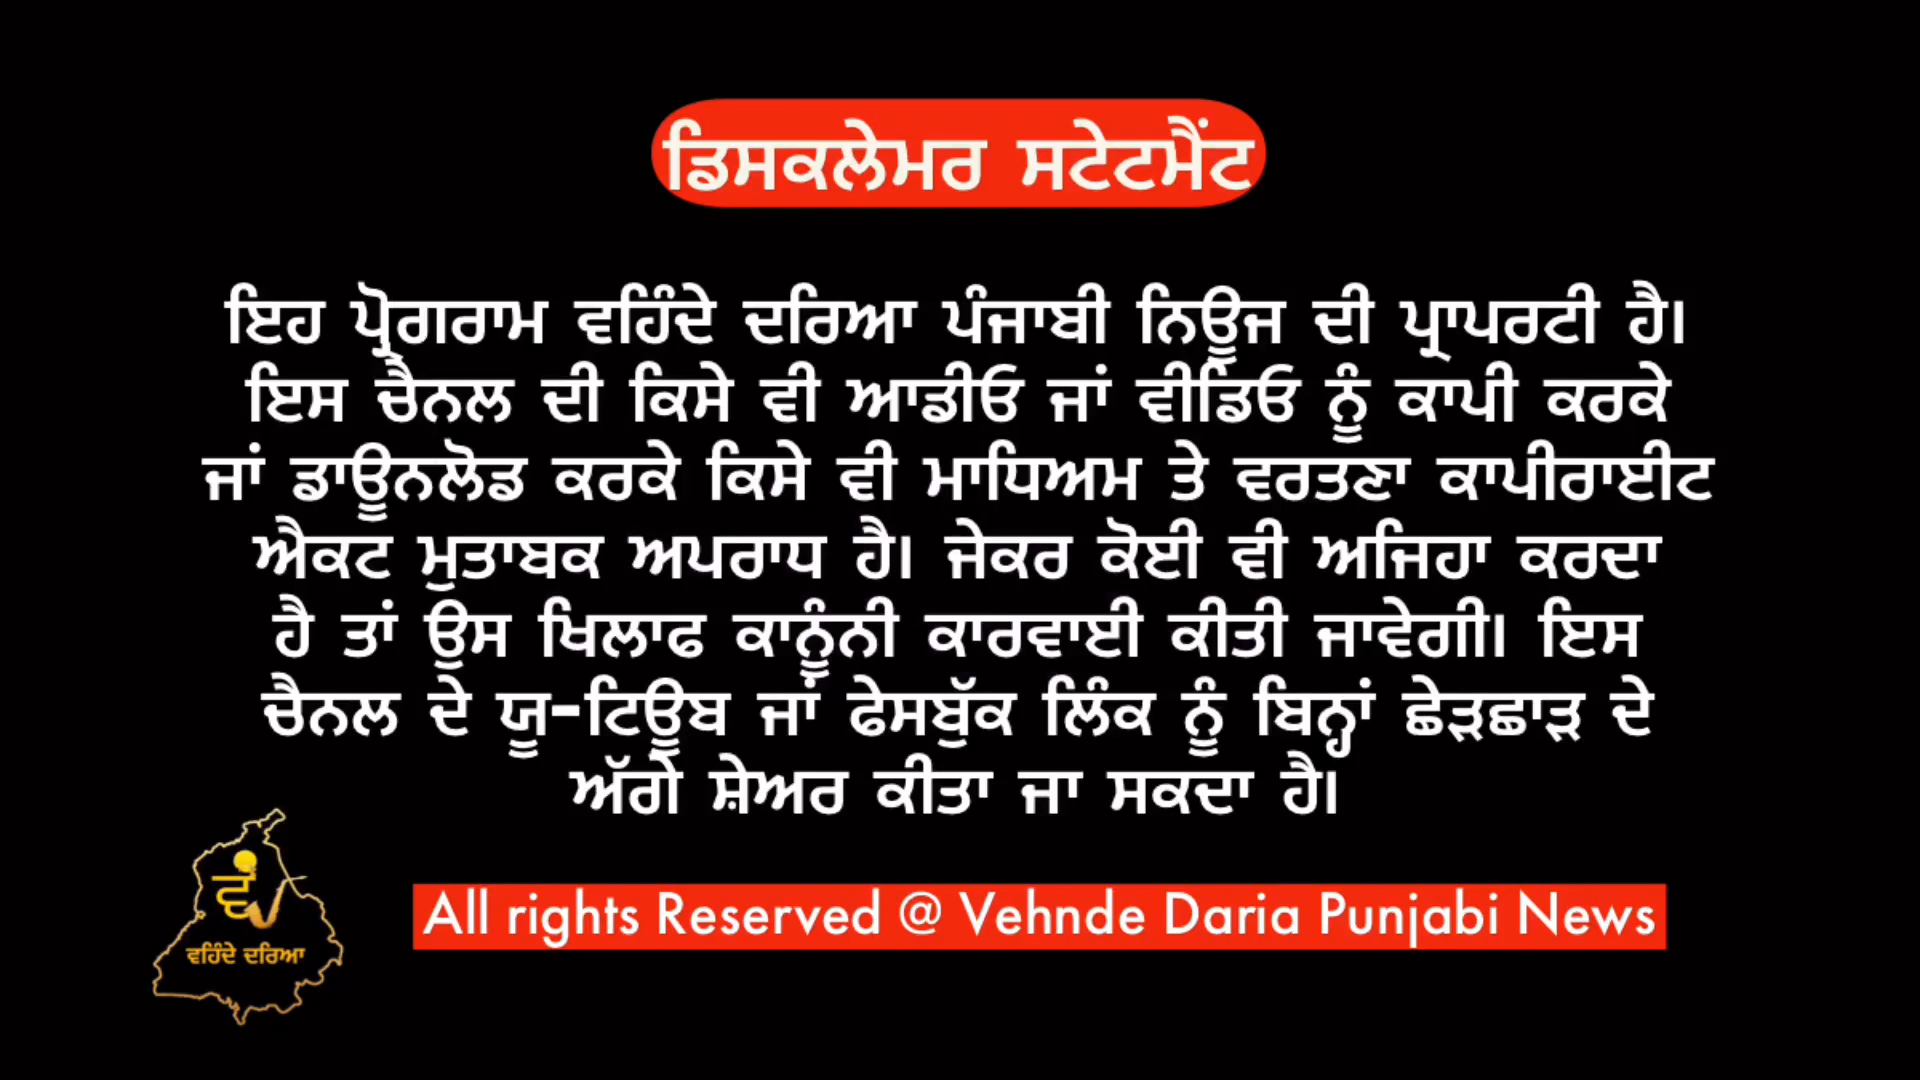 ਡਿਸਕਲੇਮਰ ਸਟੇਟਮੈਂਟ
ਇਹ ਪ੍ਰੋਗਰਾਮ ਵਹਿੰਦੇ ਦਰਿਆ ਪੰਜਾਬੀ ਨਿਊਜ ਦੀ ਪ੍ਰਾਪਰਟੀ ਹੈ।
ਇਸ ਚੈਨਲ ਦੀ ਕਿਸੇ ਵੀ ਆਡੀਓ ਜਾਂ ਵੀਡਿਓ ਨੂੰ ਕਾਪੀ ਕਰਕੇ
ਜਾਂ ਡਾਊਨਲੋਡ ਕਰਕੇ ਕਿਸੇ ਵੀ ਮਾਧਿਅਮ ਤੇ ਵਰਤਣਾ ਕਾਪੀਰਾਈਟ
ਐਕਟ ਮੁਤਾਬਕ ਅਪਰਾਧ ਹੈ। ਜੇਕਰ ਕੋਈ ਵੀ ਅਜਿਹਾ ਕਰਦਾ
ਹੈ ਤਾਂ ਉਸ ਖਿਲਾਫ ਕਾਨੂੰਨੀ ਕਾਰਵਾਈ ਕੀਤੀ ਜਾਵੇਗੀ। ਇਸ
ਚੈਨਲ ਦੇ ਯੂ-ਟਿਊਬ ਜਾਂ ਫੇਸਬੁੱਕ ਲਿੰਕ ਨੂੰ ਬਿਨ੍ਹਾਂ ਛੇੜਛਾੜ ਦੇ
ਅੱਗੇ ਸ਼ੇਅਰ ਕੀਤਾ ਜਾ ਸਕਦਾ ਹੈ।
ਵਹਿੰਦੇ ਦਰਿਆ
All rights Reserved @ Vehnde Daria Punjabi News